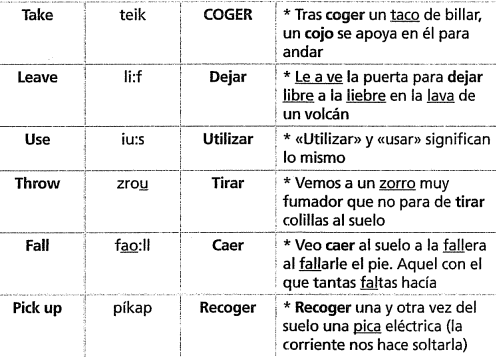 Take teik COGER * Tras coger un taco de billar,
un cojo se apoya en él para
andar
Leave li:f Dejar * Le a ve la puerta para dejar
libre a la liebre en la lava de
un volcán
Use iu:s Utilizar * «Utilizar» y «usar» significan
lo mismo
Throw zrou Tirar * Vemos a un zorro muy
fumador que no para de tirar
colillas al suelo
Fall fao:ll Caer * Veo caer al suelo a la fallera
al fallarle el pie. Aquel con el
que tantas faltas hacía
Pick up píkap Recoger * Recoger una y otra vez del
suelo una pica eléctrica (la
corriente nos hace soltarla)